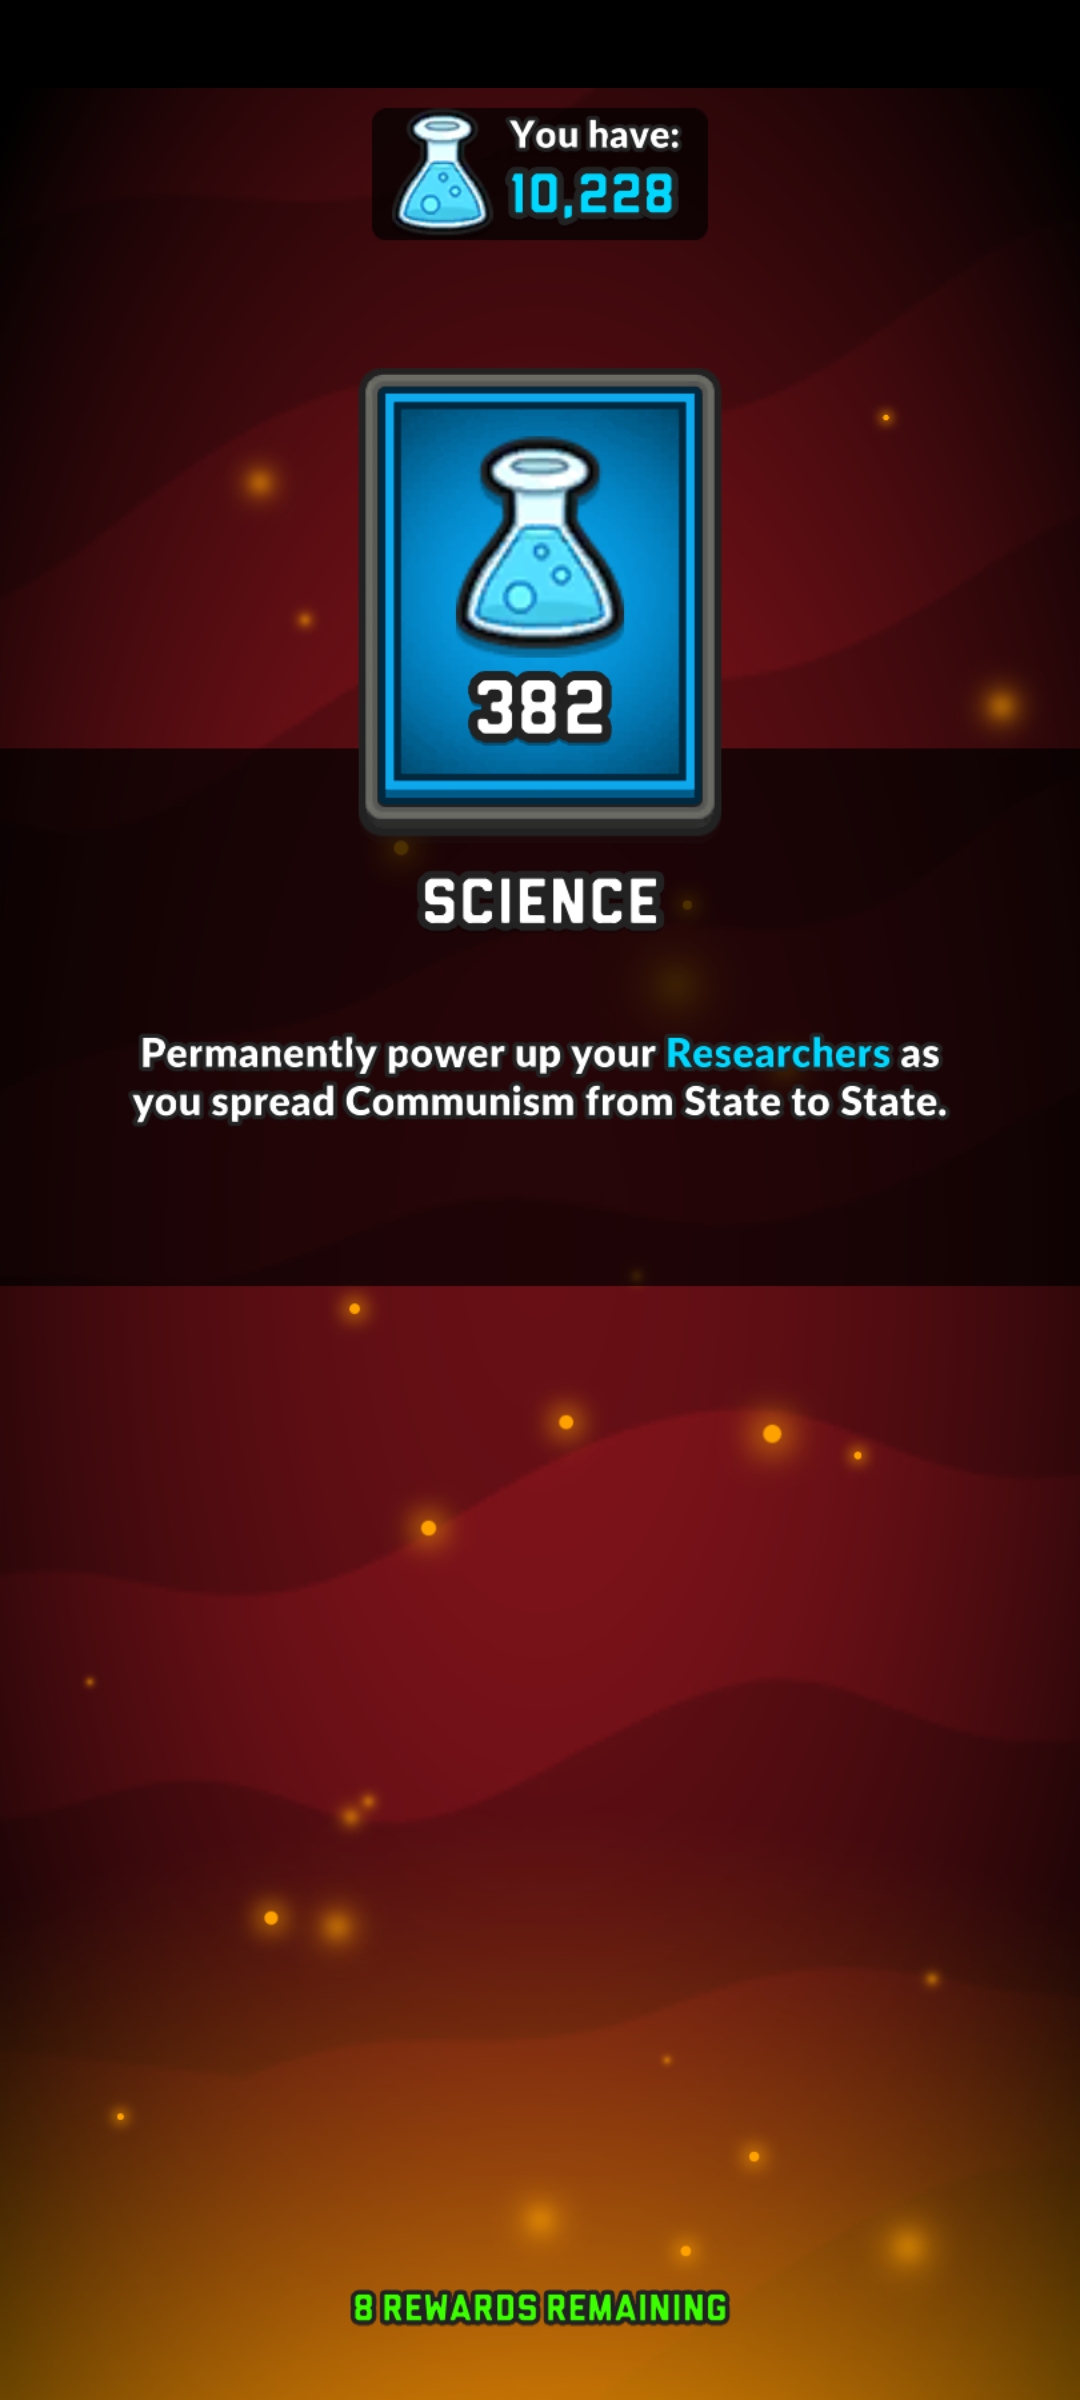 You have:
10,228
382
SCIENCE
Permanently power up your Researchers as
you spread Communism from State to State.
8 REWARDS REMAINING